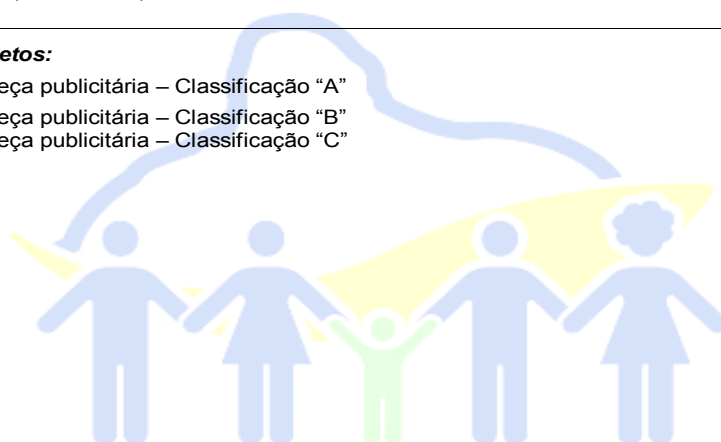 etos:
eça publicitária – Classificação “A”
eça publicitária – Classificação “B”
eça publicitária – Classificação “C”